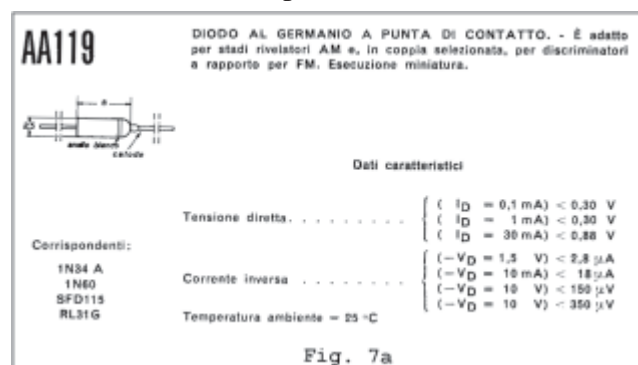 AA119
DIODO AL GERMANIO A PUNTA DI CONTATTO. - È adatto
per stadi rivelatori AM e, in coppia selezionata, per discriminatori
a rapporto per FM. Esecuzione miniatura.
anello bianco
catodo
Dati caratteristici
Tensione diretta. . . . . . . . .
( ID = 0,1 mA) < 0,30 V
( ID = 1 mA) < 0,30 V
( ID = 30 mA) < 0,88 V
Corrispondenti:
1N34 A
1N60
SFD115
RL31G
Corrente inversa . . . . . . . .
(−VD = 1,5 V) < 2,8 µA
(−VD = 10 mA) < 18 µA
(−VD = 10 V) < 150 µV
(−VD = 10 V) < 350 µV
Temperatura ambiente = 25 °C
Fig. 7a